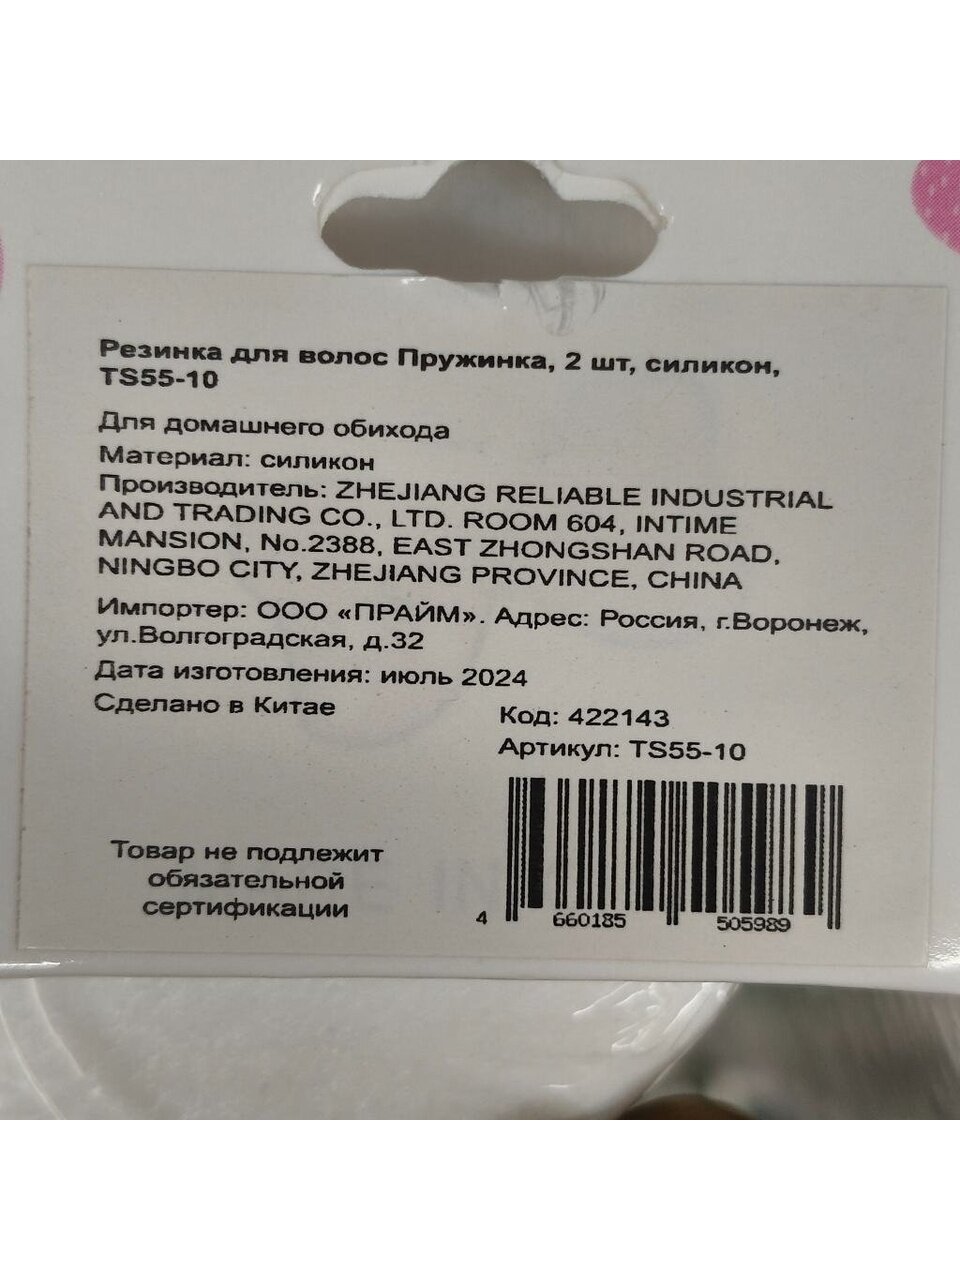 Резинка для волос Пружинка, 2 шт, силикон,
TS55-10
Для домашнего обихода
Материал: силикон
Производитель: ZHEJIANG RELIABLE INDUSTRIAL
AND TRADING CO., LTD. ROOM 604, INTIME
MANSION, No.2388, EAST ZHONGSHAN ROAD,
NINGBO CITY, ZHEJIANG PROVINCE, CHINA
Импортер: ООО «ПРАЙМ». Адрес: Россия, г.Воронеж,
ул.Волгоградская, д.32
Дата изготовления: июль 2024
Сделано в Китае
Код: 422143
Артикул: TS55-10
Товар не подлежит
обязательной
сертификации
4 660185 505989